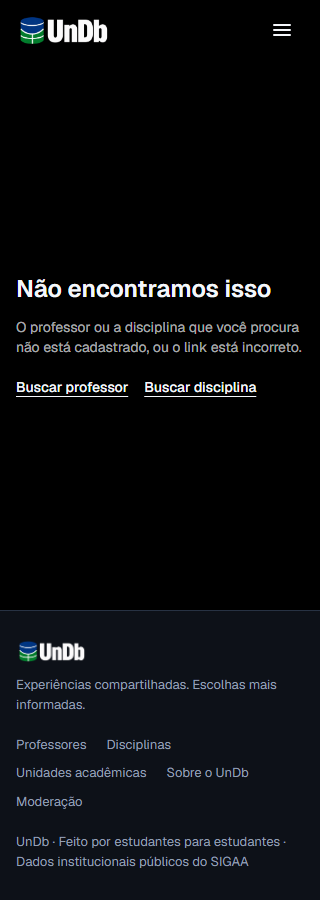 UnDb
Não encontramos isso
O professor ou a disciplina que você procura
não está cadastrado, ou o link está incorreto.
Buscar professor Buscar disciplina
UnDb
Experiências compartilhadas. Escolhas mais
informadas.
Professores Disciplinas
Unidades acadêmicas Sobre o UnDb
Moderação
UnDb · Feito por estudantes para estudantes ·
Dados institucionais públicos do SIGAA